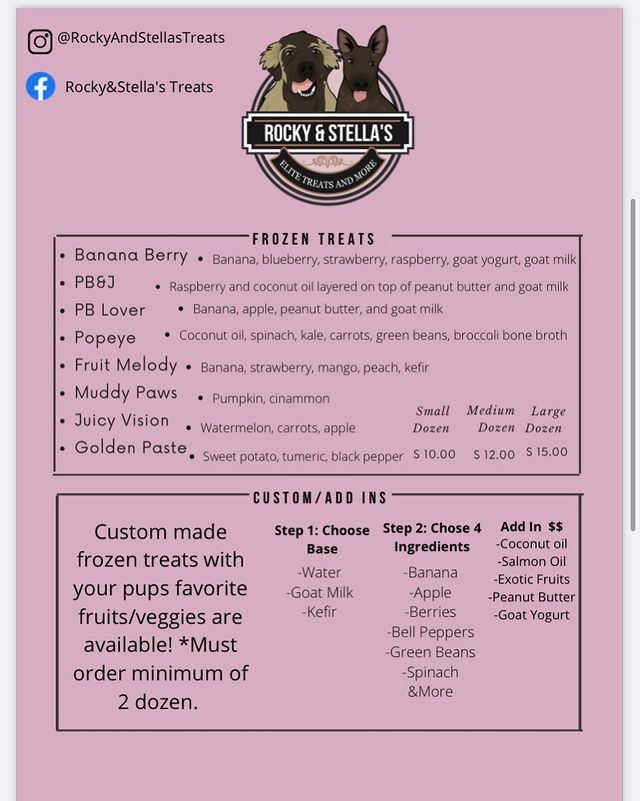 @RockyAndStellasTreats
Rocky&Stella's Treats
ROCKY & STELLA'S
ELITE TREATS AND MORE
FROZEN TREATS
• Banana Berry • Banana, blueberry, strawberry, raspberry, goat yogurt, goat milk
• PB&J • Raspberry and coconut oil layered on top of peanut butter and goat milk
• PB Lover • Banana, apple, peanut butter, and goat milk
• Popeye • Coconut oil, spinach, kale, carrots, green beans, broccoli bone broth
• Fruit Melody • Banana, strawberry, mango, peach, kefir
• Muddy Paws • Pumpkin, cinammon
• Juicy Vision • Watermelon, carrots, apple
• Golden Paste • Sweet potato, tumeric, black pepper
Small Medium Large
Dozen Dozen Dozen
$ 10.00 $ 12.00 $ 15.00
CUSTOM/ADD INS
Custom made
frozen treats with
your pups favorite
fruits/veggies are
available! *Must
order minimum of
2 dozen.
Step 1: Choose
Base
-Water
-Goat Milk
-Kefir
Step 2: Chose 4
Ingredients
-Banana
-Apple
-Berries
-Bell Peppers
-Green Beans
-Spinach
&More
Add In $$
-Coconut oil
-Salmon Oil
-Exotic Fruits
-Peanut Butter
-Goat Yogurt